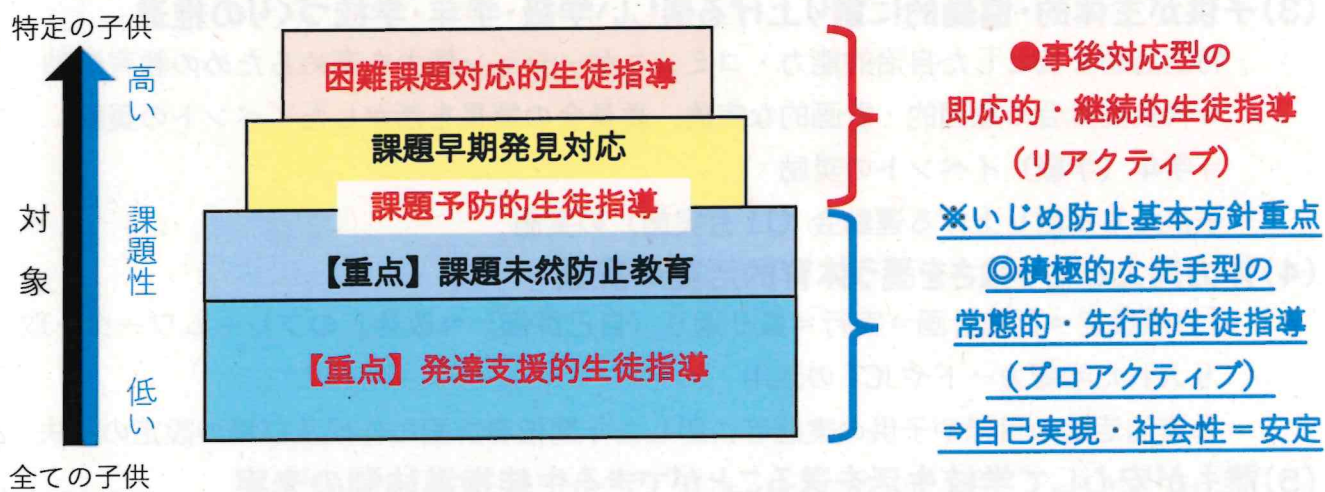 特定の子供
高い
課題性
低い
対象
全ての子供
困難課題対応的生徒指導
課題早期発見対応
課題予防的生徒指導
【重点】課題未然防止教育
【重点】発達支援的生徒指導
●事後対応型の
即応的・継続的生徒指導
(リアクティブ)
※いじめ防止基本方針重点
◎積極的な先手型の
常態的・先行的生徒指導
(プロアクティブ)
⇒自己実現・社会性=安定